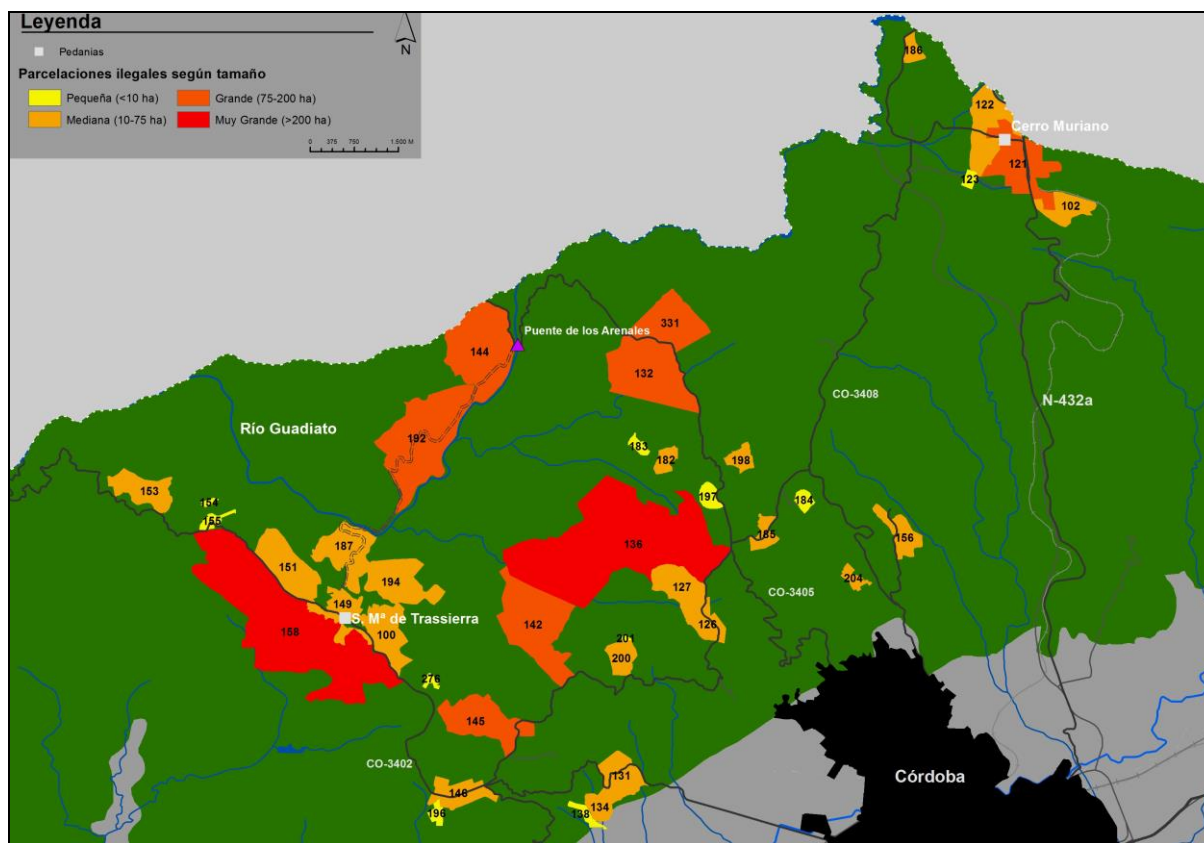 Leyenda
N
Pedanias
Parcelaciones ilegales según tamaño
Pequeña (<10 ha)
Grande (75-200 ha)
Mediana (10-75 ha)
Muy Grande (>200 ha)
0 375 750 1.500 M
186
122
Cerro Muriano
121
123
102
331
Puente de los Arenales
144
132
CO-3408
N-432a
Río Guadiato
192
183
182
198
153
154
197
184
155
185
156
187
136
151
194
127
204
149
CO-3405
S. Mª de Trassierra
158
100
142
126
201
200
276
145
CO-3402
131
Córdoba
148
196
138
134